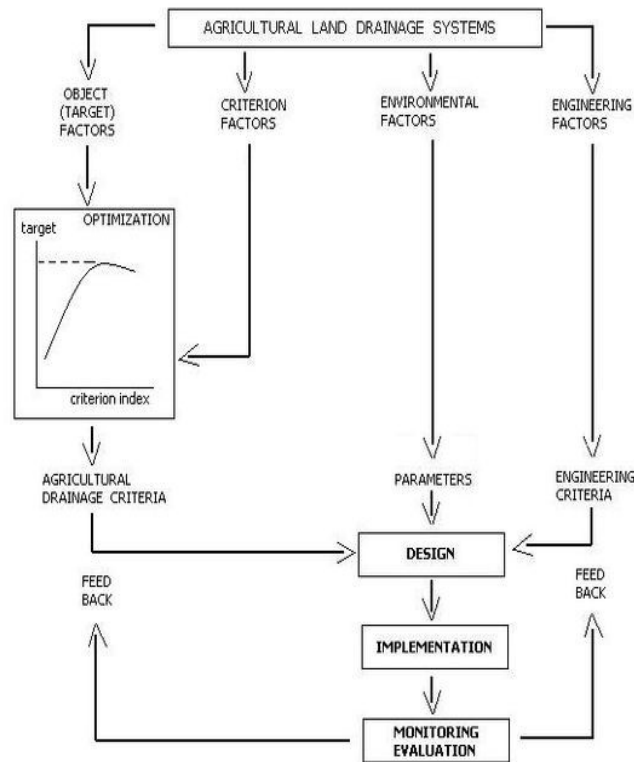 AGRICULTURAL LAND DRAINAGE SYSTEMS
OBJECT
(TARGET)
FACTORS
CRITERION
FACTORS
ENVIRONMENTAL
FACTORS
ENGINEERING
FACTORS
OPTIMIZATION
target
criterion index
AGRICULTURAL
DRAINAGE CRITERIA
PARAMETERS
ENGINEERING
CRITERIA
DESIGN
FEED
BACK
FEED
BACK
IMPLEMENTATION
MONITORING
EVALUATION